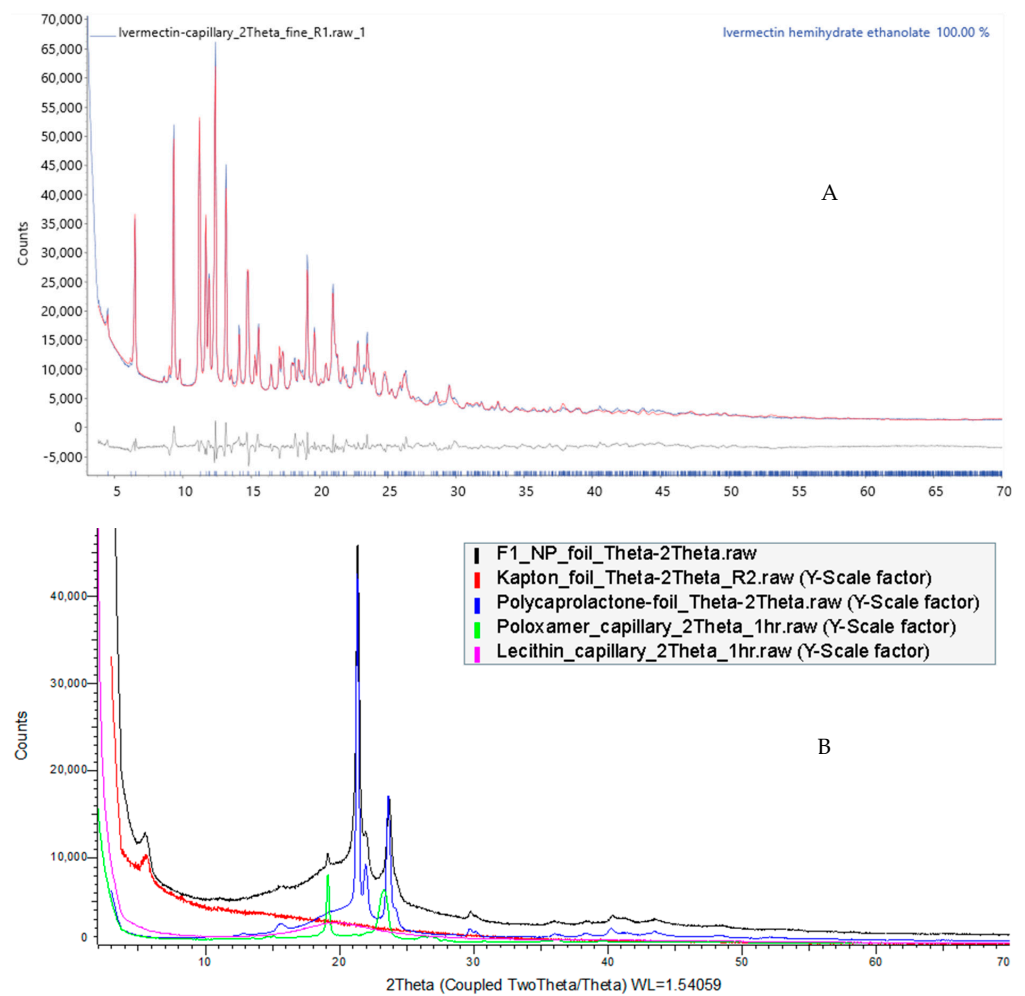 70,000
65,000
60,000
55,000
50,000
45,000
40,000
35,000
30,000
25,000
20,000
15,000
10,000
5,000
0
-5,000
Counts
Ivermectin-capillary_2Theta_fine_R1.raw_1
Ivermectin hemihydrate ethanolate 100.00 %
A
5 10 15 20 25 30 35 40 45 50 55 60 65 70
F1_NP_foil_Theta-2Theta.raw
Kapton_foil_Theta-2Theta_R2.raw (Y-Scale factor)
Polycaprolactone-foil_Theta-2Theta.raw (Y-Scale factor)
Poloxamer_capillary_2Theta_1hr.raw (Y-Scale factor)
Lecithin_capillary_2Theta_1hr.raw (Y-Scale factor)
40,000
30,000
20,000
10,000
0
Counts
B
10 20 30 40 50 60 70
2Theta (Coupled TwoTheta/Theta) WL=1.54059